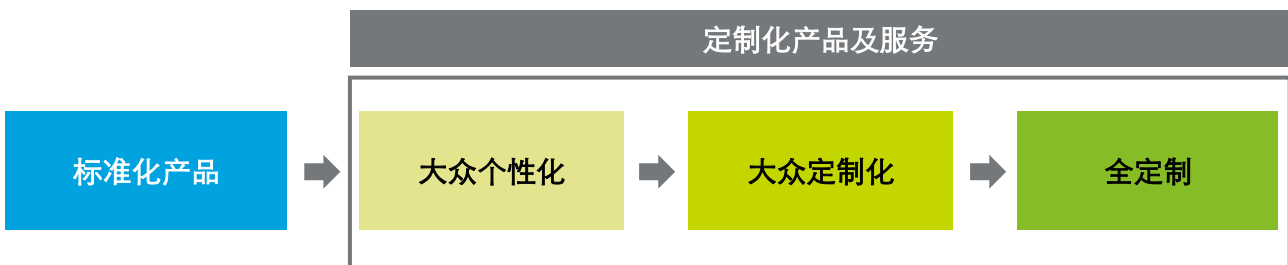 定制化产品及服务
标准化产品
大众个性化
大众定制化
全定制